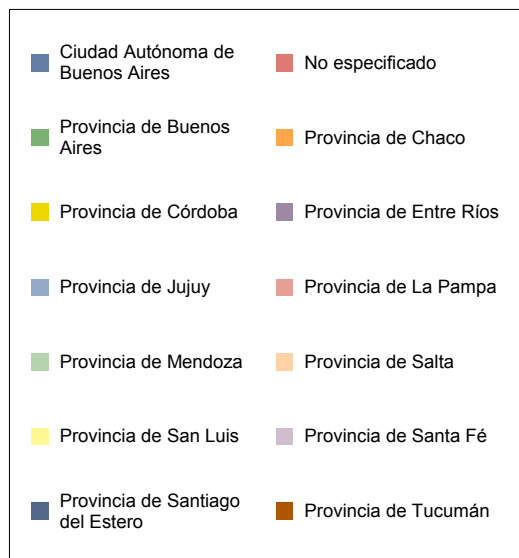 Ciudad Autónoma de
Buenos Aires
No especificado
Provincia de Buenos
Aires
Provincia de Chaco
Provincia de Córdoba
Provincia de Entre Ríos
Provincia de Jujuy
Provincia de La Pampa
Provincia de Mendoza
Provincia de Salta
Provincia de San Luis
Provincia de Santa Fé
Provincia de Santiago
del Estero
Provincia de Tucumán